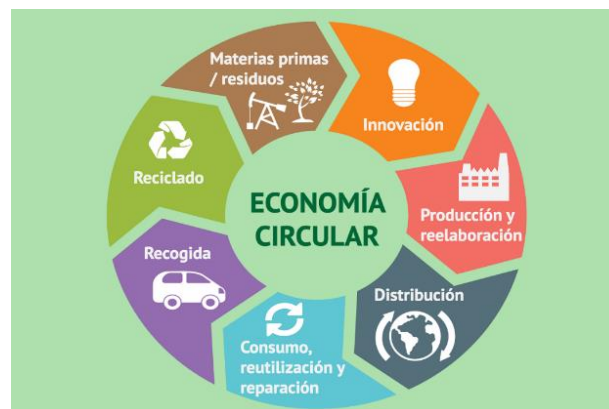 ECONOMÍA
CIRCULAR
Materias primas
/ residuos
Innovación
Producción y
reelaboración
Distribución
Consumo,
reutilización y
reparación
Recogida
Reciclado